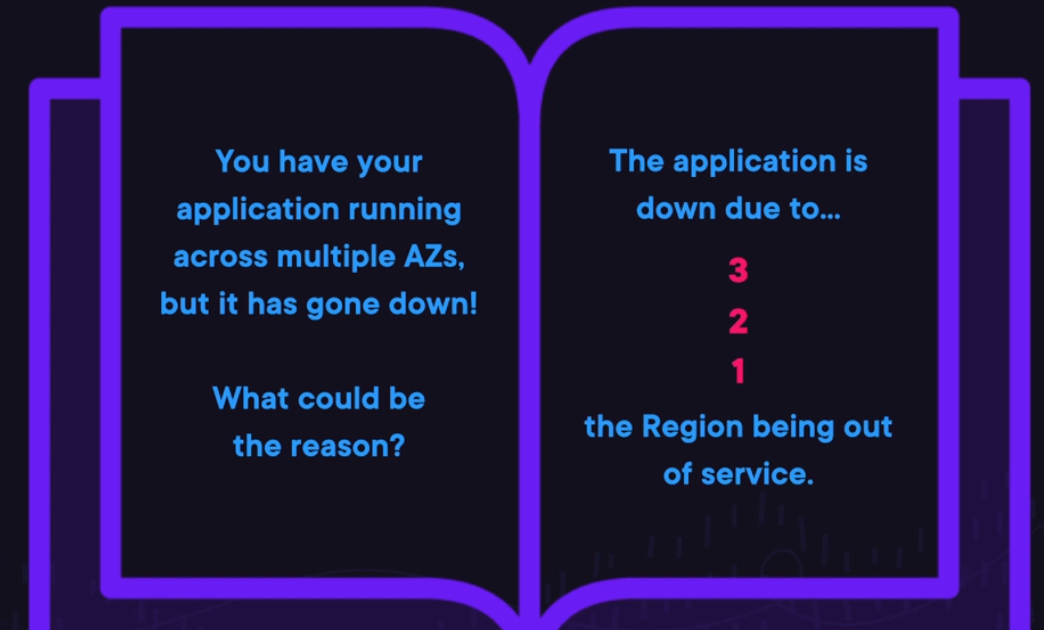 You have your
application running
across multiple AZs,
but it has gone down!
What could be
the reason?
The application is
down due to...
3
2
1
the Region being out
of service.